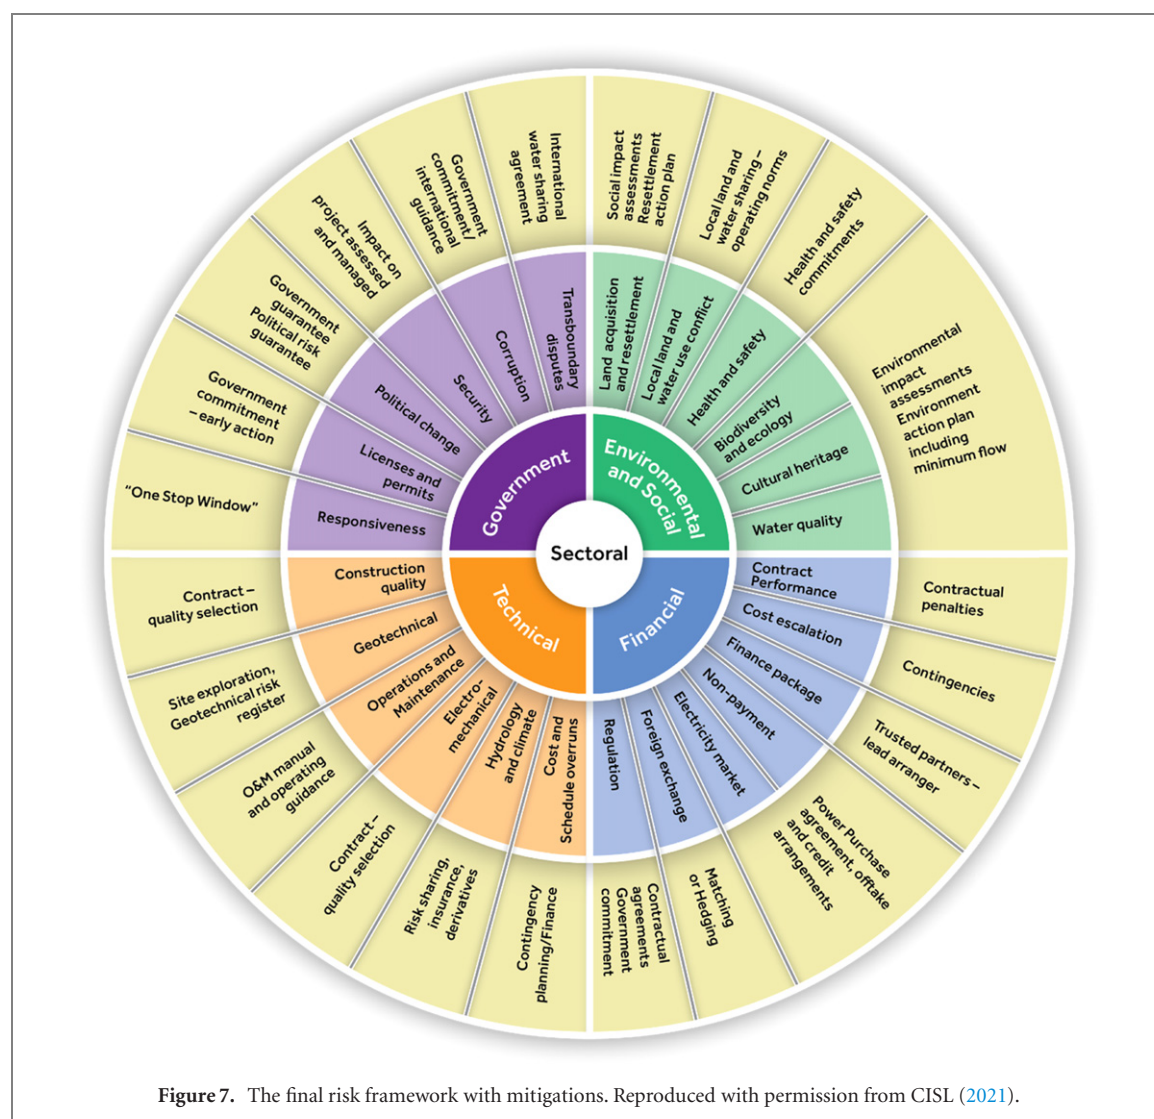 International
water sharing
agreement
Government
commitment/
international
guidance
Impact on
project assessed
and managed
Government
guarantee
Political risk
guarantee
Government
commitment
– early action
“One Stop Window”
Social impact
assessments
Resettlement
action plan
Local land and
water sharing –
operating norms
Health and safety
commitments
Environmental
impact
assessments
Environment
action plan
including
minimum flow
Transboundary
disputes
Corruption
Security
Political change
Licenses and
permits
Responsiveness
Land acquisition
and resettlement
Local land and
water use conflict
Health and safety
Biodiversity
and ecology
Cultural heritage
Water quality
Government
Environmental
and Social
Sectoral
Technical
Financial
Construction
quality
Geotechnical
Operations and
Maintenance
Electro-
mechanical
Hydrology
and climate
Cost and
Schedule overruns
Contract
Performance
Cost escalation
Finance package
Non-payment
Electricity market
Foreign exchange
Regulation
Contract –
quality selection
Site exploration,
Geotechnical risk
register
O&M manual
and operating
guidance
Contract –
quality selection
Risk sharing,
insurance,
derivatives
Contingency
planning/Finance
Contractual
penalties
Contingencies
Trusted partners –
lead arranger
Power Purchase
agreement, offtake
and credit
arrangements
Matching
or Hedging
Contractual
agreements
Government
commitment
Figure 7. The final risk framework with mitigations. Reproduced with permission from CISL (2021).